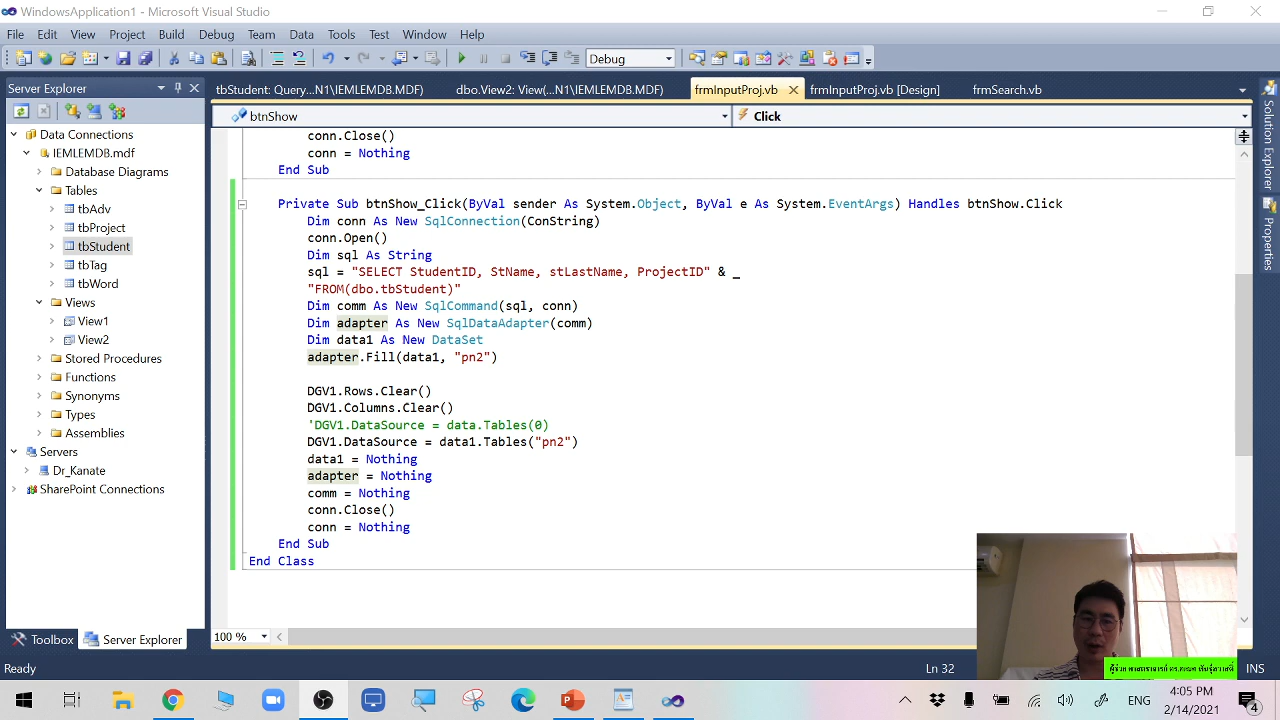 WindowsApplication1 - Microsoft Visual Studio
File Edit View Project Build Debug Team Data Tools Test Window Help
Debug
Server Explorer
tbStudent: Query...N1\IEMLEMDB.MDF)
dbo.View2: View(...N1\IEMLEMDB.MDF)
frmInputProj.vb
frmInputProj.vb [Design]
frmSearch.vb
btnShow
Click
Data Connections
IEMLEMDB.mdf
Database Diagrams
Tables
tbAdv
tbProject
tbStudent
tbTag
tbWord
Views
View1
View2
Stored Procedures
Functions
Synonyms
Types
Assemblies
Servers
Dr_Kanate
SharePoint Connections
conn.Close()
conn = Nothing
End Sub
Private Sub btnShow_Click(ByVal sender As System.Object, ByVal e As System.EventArgs) Handles btnShow.Click
Dim conn As New SqlConnection(ConString)
conn.Open()
Dim sql As String
sql = "SELECT StudentID, StName, stLastName, ProjectID" & _
"FROM(dbo.tbStudent)"
Dim comm As New SqlCommand(sql, conn)
Dim adapter As New SqlDataAdapter(comm)
Dim data1 As New DataSet
adapter.Fill(data1, "pn2")
DGV1.Rows.Clear()
DGV1.Columns.Clear()
'DGV1.DataSource = data.Tables(0)
DGV1.DataSource = data1.Tables("pn2")
data1 = Nothing
adapter = Nothing
comm = Nothing
conn.Close()
conn = Nothing
End Sub
End Class
Solution Explorer
Properties
Toolbox
Server Explorer
100 %
Ready
Ln 32
INS
ENG
4:05 PM
2/14/2021
4